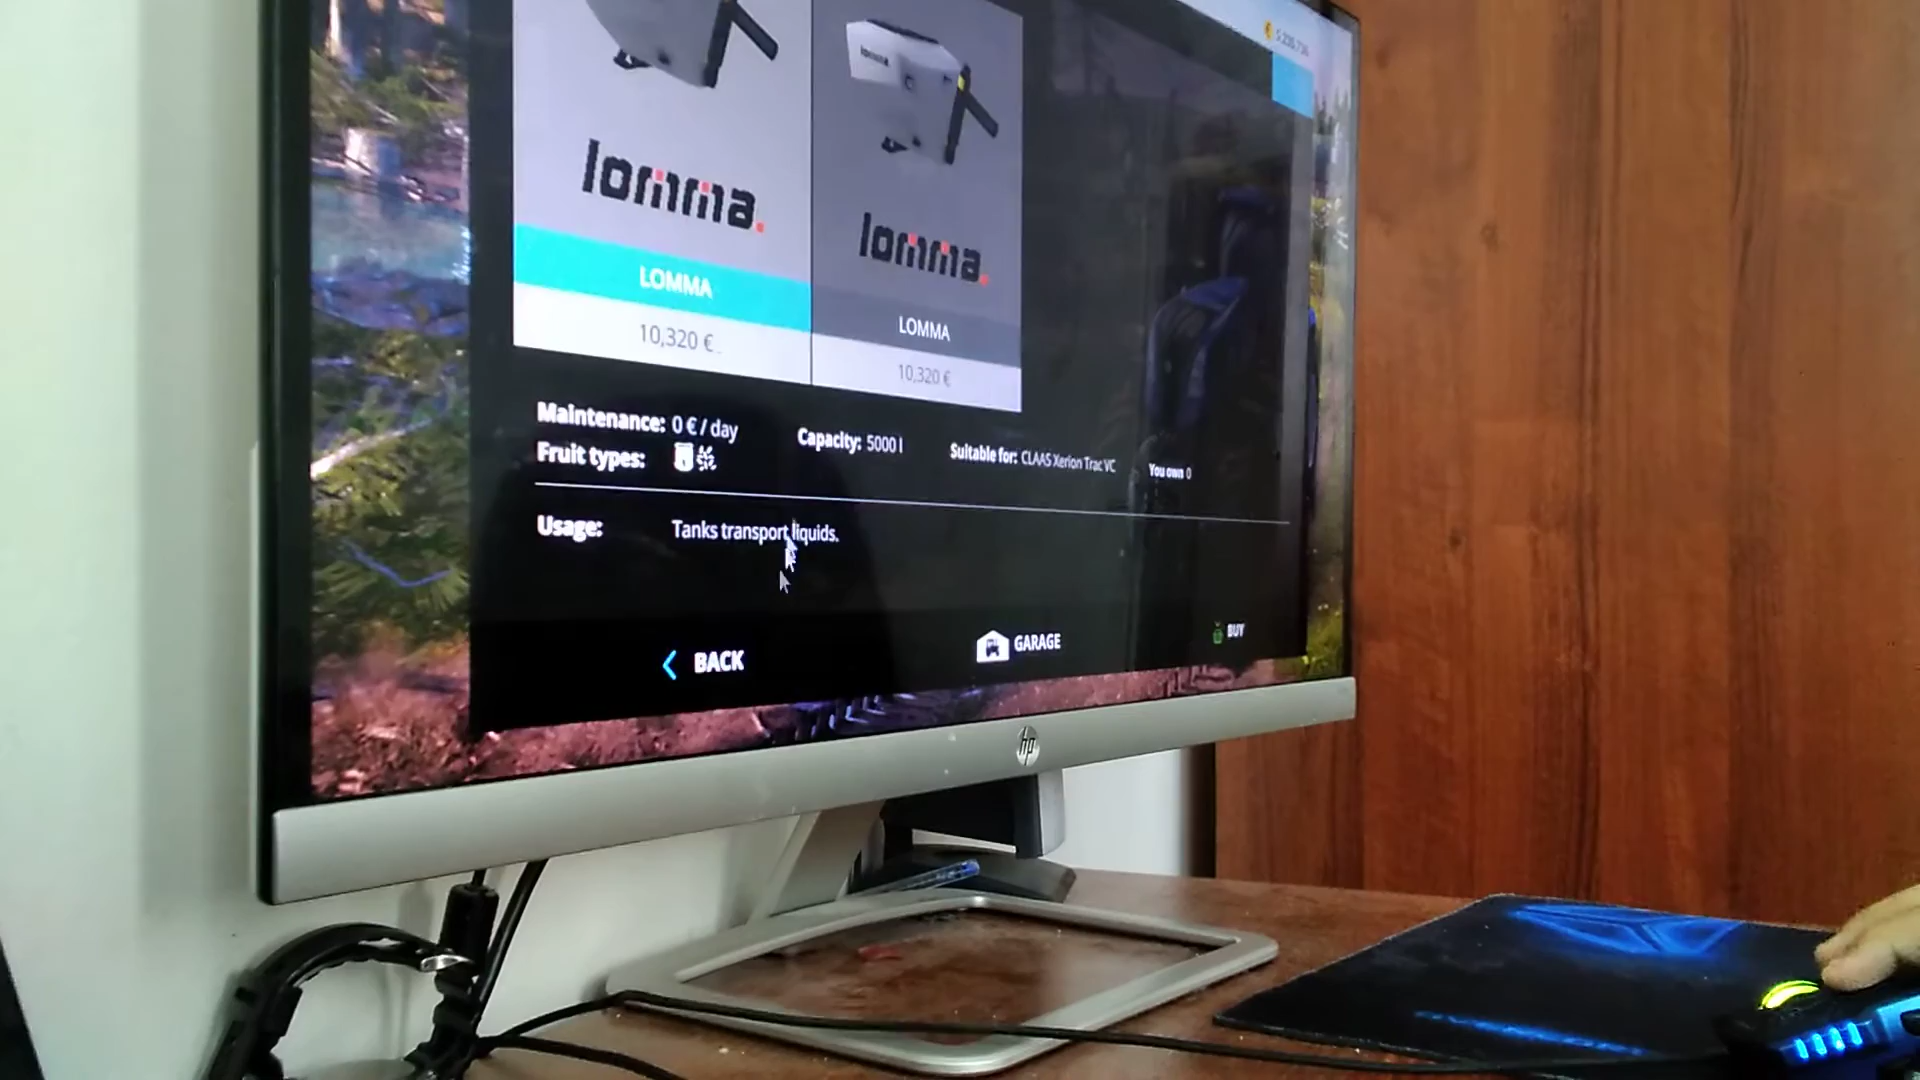 lomma.
lomma.
LOMMA
LOMMA
10,320 €
10,320 €
Maintenance: 0 € / day
Capacity: 5000 l
Suitable for: CLAAS Xerion Trac VC
You own 0
Fruit types:
Usage: Tanks transport liquids.
BACK
GARAGE
BUY
hp